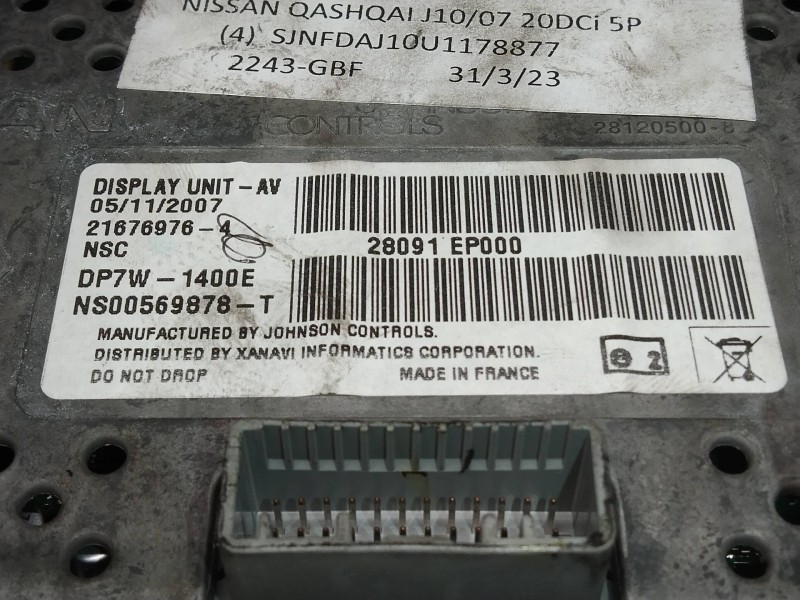 NISSAN QASHQAI J10/07 20DCi 5P
(4) SJNFDAJ10U1178877
2243-GBF 31/3/23
CONTROLS
28120500-8
DISPLAY UNIT-AV
05/11/2007
21676976-4
NSC
28091 EP000
DP7W-1400E
NS00569878-T
MANUFACTURED BY JOHNSON CONTROLS.
DISTRIBUTED BY XANAVI INFORMATICS CORPORATION.
DO NOT DROP MADE IN FRANCE
2